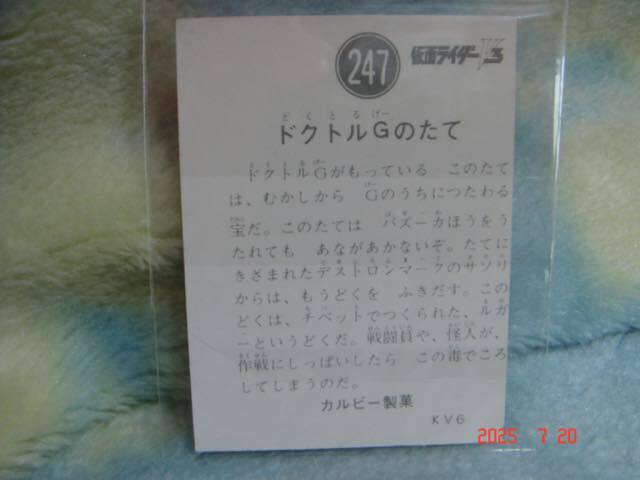 247 仮面ライダーV3
どくとるげー
ドクトルGのたて
ドクトルGがもっている このたて
は、むかしから Gのうちにつたわる
宝だ。このたては バズーカほうをう
たれても あながあかないぞ。たてに
きざまれたデストロンマークのサソリ
からは、もうどくを ふきだす。この
どくは、チベットでつくられた、ルガ
ーというどくだ。戦闘員や、怪人が、
作戦にしっぱいしたら この毒でころ
してしまうのだ。
カルビー製菓
KV6
2025 7 20